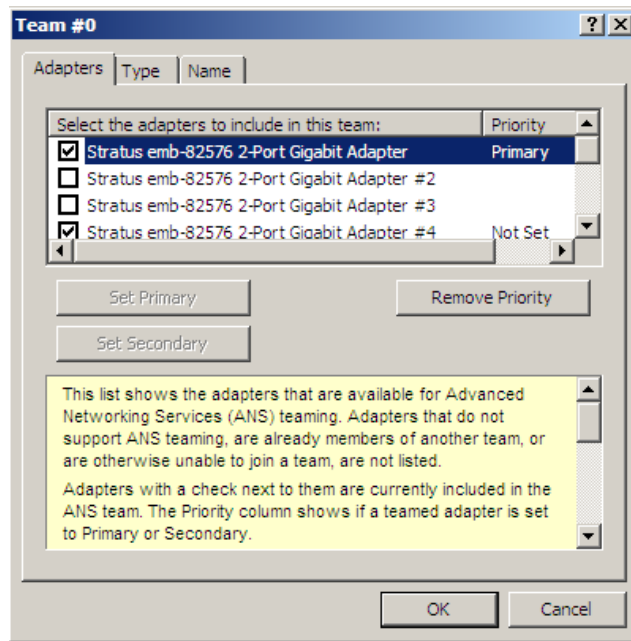 Team #0
Adapters Type Name
Select the adapters to include in this team: Priority
Stratus emb-82576 2-Port Gigabit Adapter Primary
Stratus emb-82576 2-Port Gigabit Adapter #2
Stratus emb-82576 2-Port Gigabit Adapter #3
Stratus emb-82576 2-Port Gigabit Adapter #4 Not Set
Set Primary Remove Priority
Set Secondary
This list shows the adapters that are available for Advanced
Networking Services (ANS) teaming. Adapters that do not
support ANS teaming, are already members of another team, or
are otherwise unable to join a team, are not listed.
Adapters with a check next to them are currently included in the
ANS team. The Priority column shows if a teamed adapter is set
to Primary or Secondary.
OK Cancel